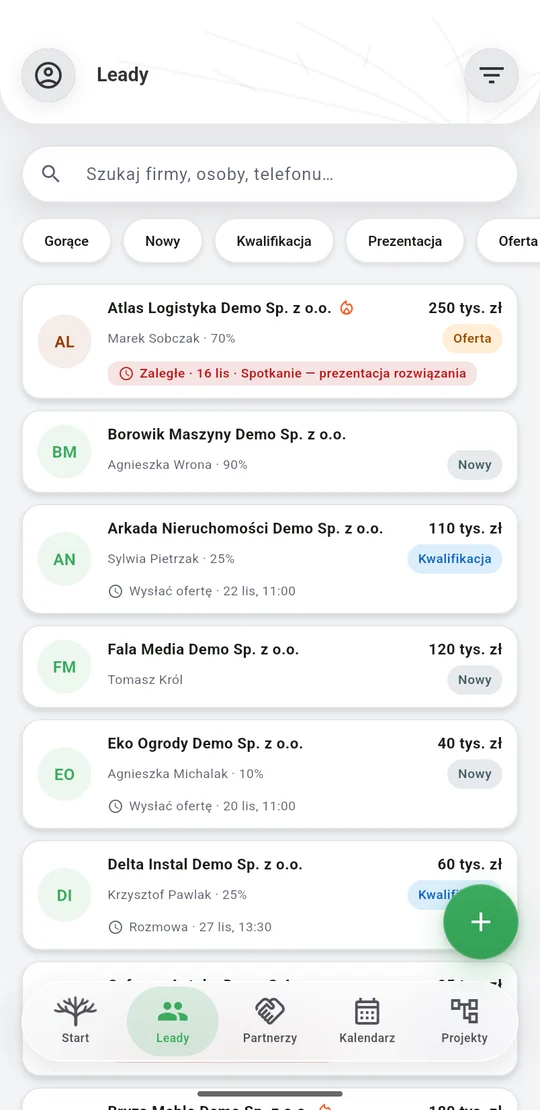 Leady
Szukaj firmy, osoby, telefonu...
Gorące
Nowy
Kwalifikacja
Prezentacja
Oferta
AL
Atlas Logistyka Demo Sp. z o.o.
250 tys. zł
Marek Sobczak · 70%
Oferta
Zaległe · 16 lis · Spotkanie — prezentacja rozwiązania
BM
Borowik Maszyny Demo Sp. z o.o.
Agnieszka Wrona · 90%
Nowy
AN
Arkada Nieruchomości Demo Sp. z o.o.
110 tys. zł
Sylwia Pietrzak · 25%
Kwalifikacja
Wysłać ofertę · 22 lis, 11:00
FM
Fala Media Demo Sp. z o.o.
120 tys. zł
Tomasz Król
Nowy
EO
Eko Ogrody Demo Sp. z o.o.
40 tys. zł
Agnieszka Michalak · 10%
Nowy
Wysłać ofertę · 20 lis, 11:00
DI
Delta Instal Demo Sp. z o.o.
60 tys. zł
Krzysztof Pawlak · 25%
Rozmowa · 27 lis, 13:30
Start
Leady
Partnerzy
Kalendarz
Projekty